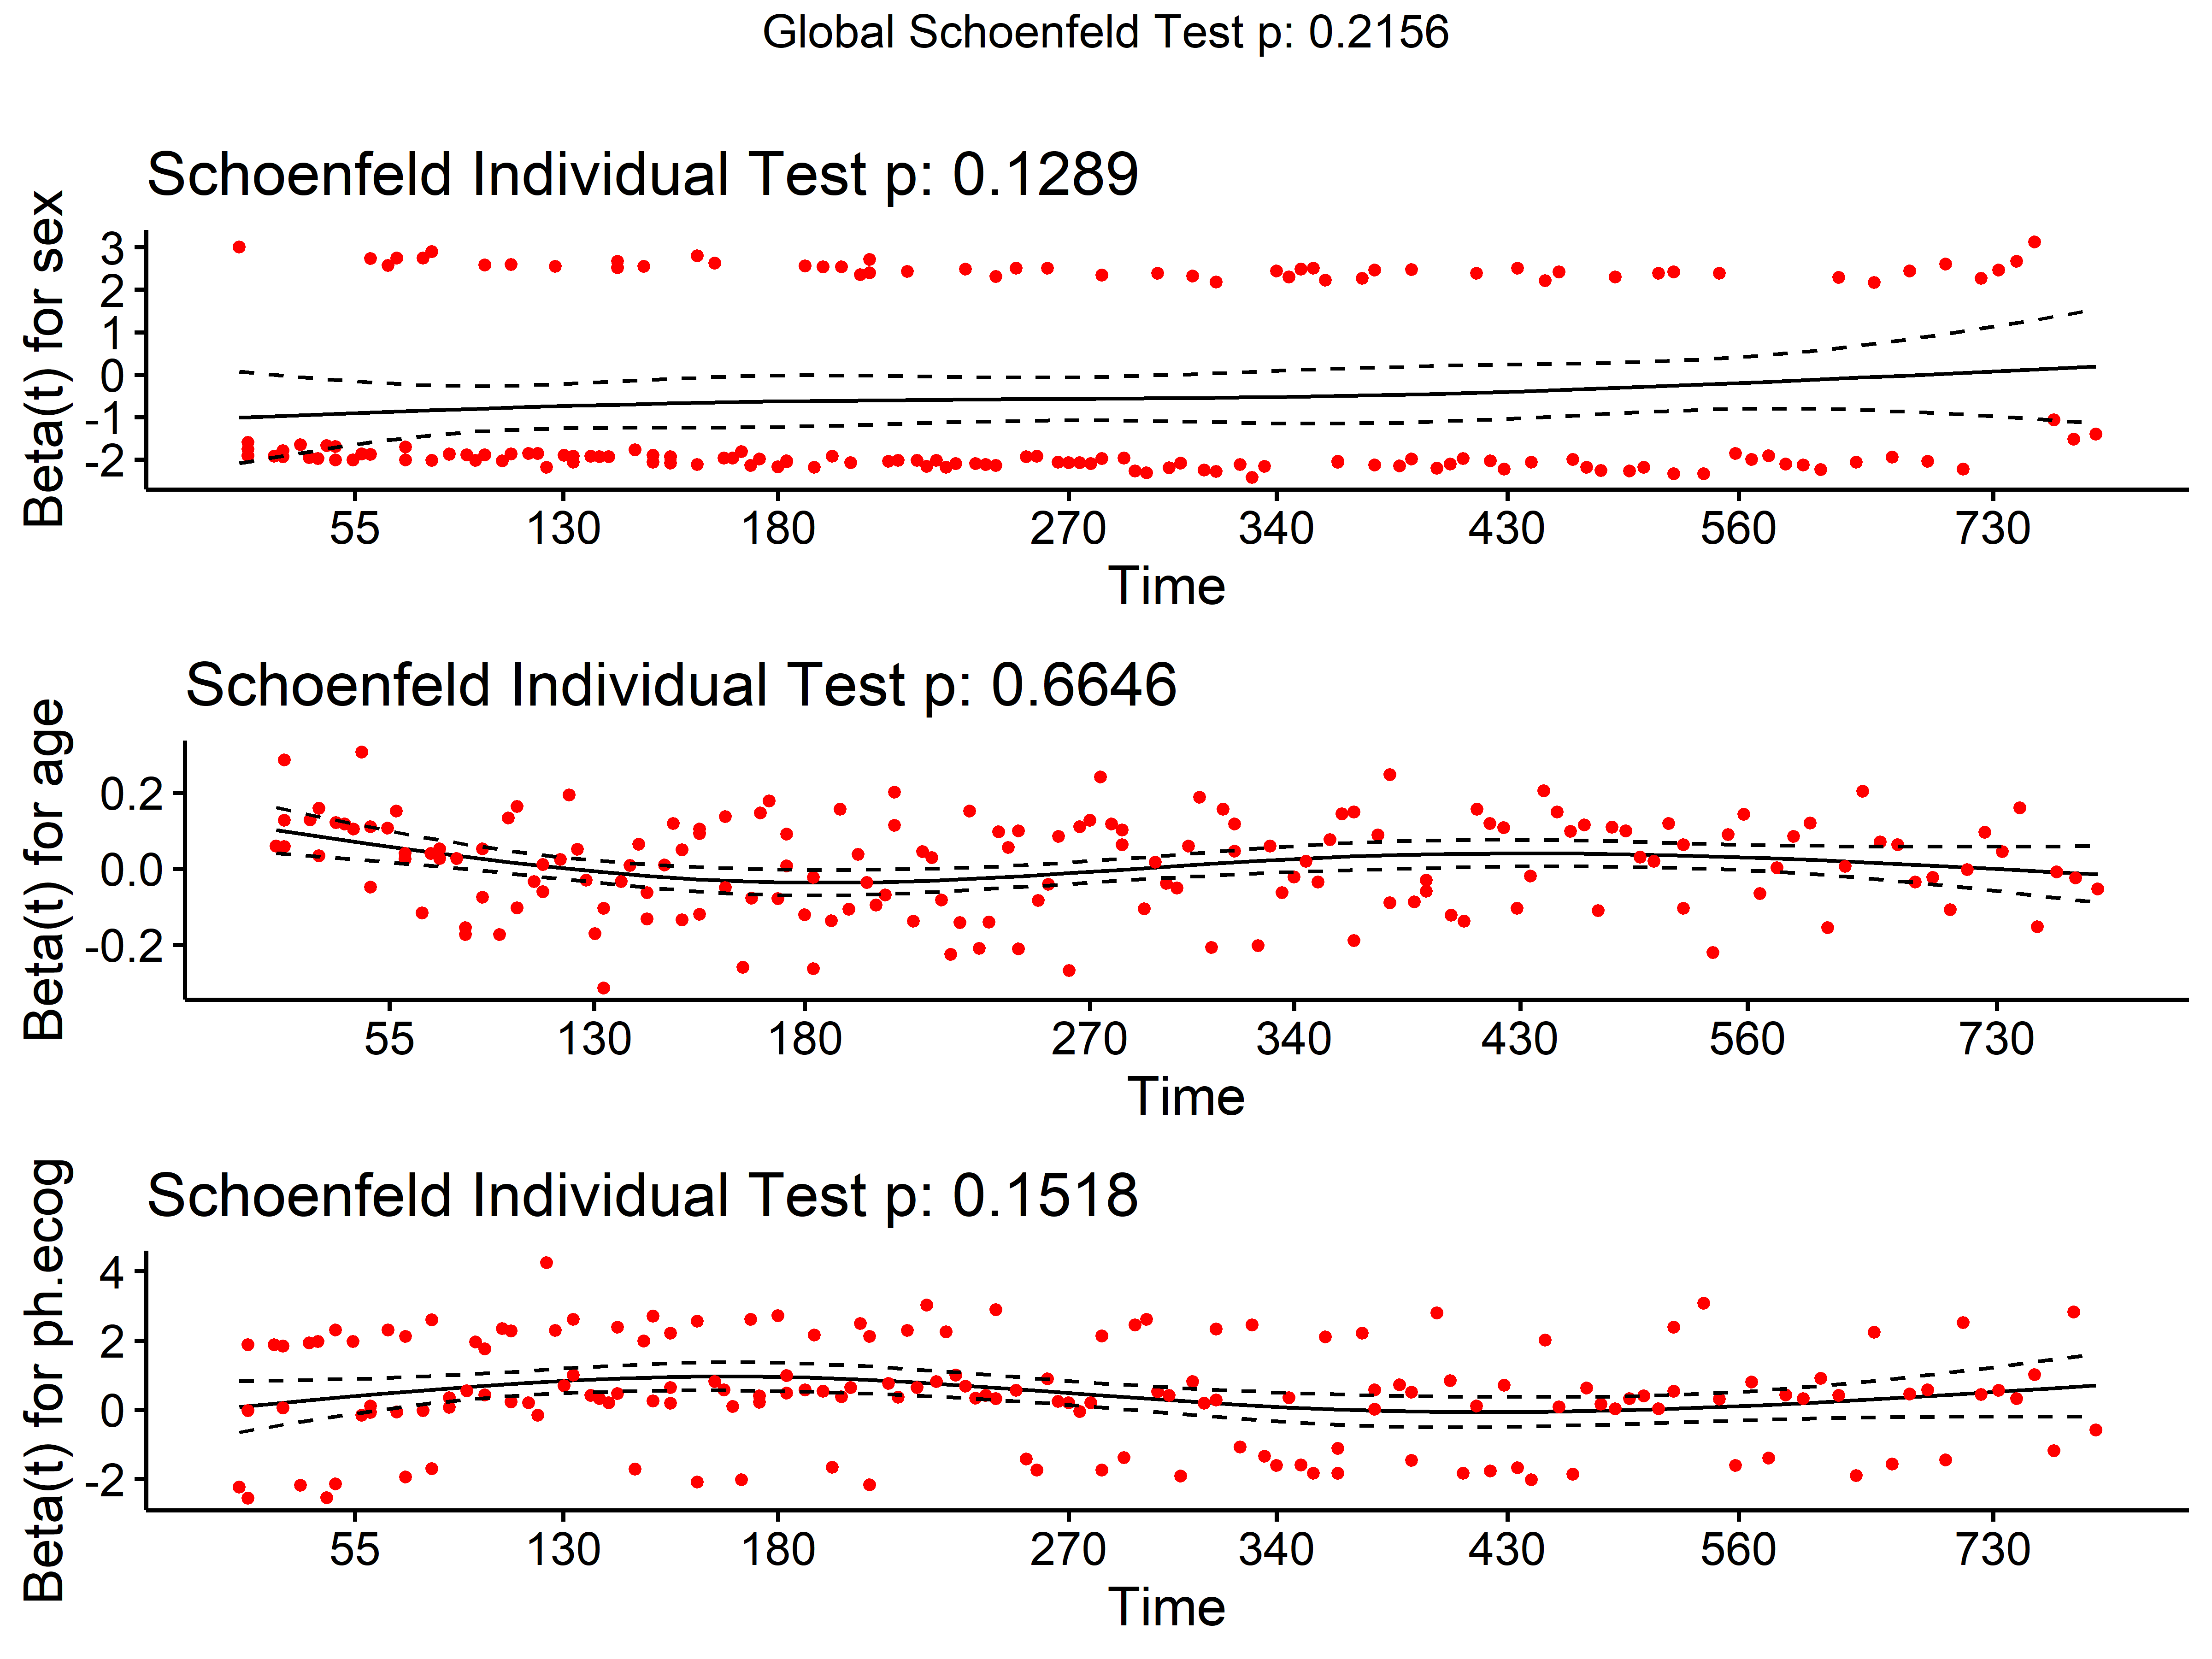 Global Schoenfeld Test p: 0.2156
Schoenfeld Individual Test p: 0.1289
Beta(t) for sex
3
2
1
0
-1
-2
55 130 180 270 340 430 560 730
Time
Schoenfeld Individual Test p: 0.6646
Beta(t) for age
0.2
0.0
-0.2
55 130 180 270 340 430 560 730
Time
Schoenfeld Individual Test p: 0.1518
Beta(t) for ph.ecog
4
2
0
-2
55 130 180 270 340 430 560 730
Time